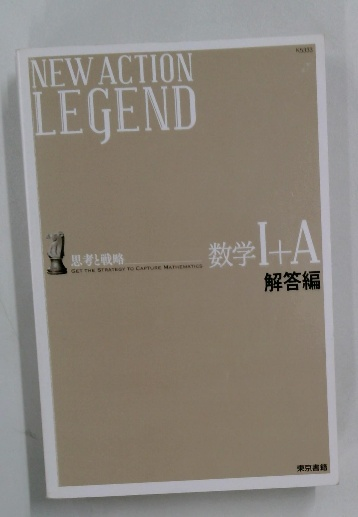 NEW ACTION
LEGEND
思考と戦略
GET THE STRATEGY TO CAPTURE MATHEMATICS
数学I+A
解答編
東京書籍